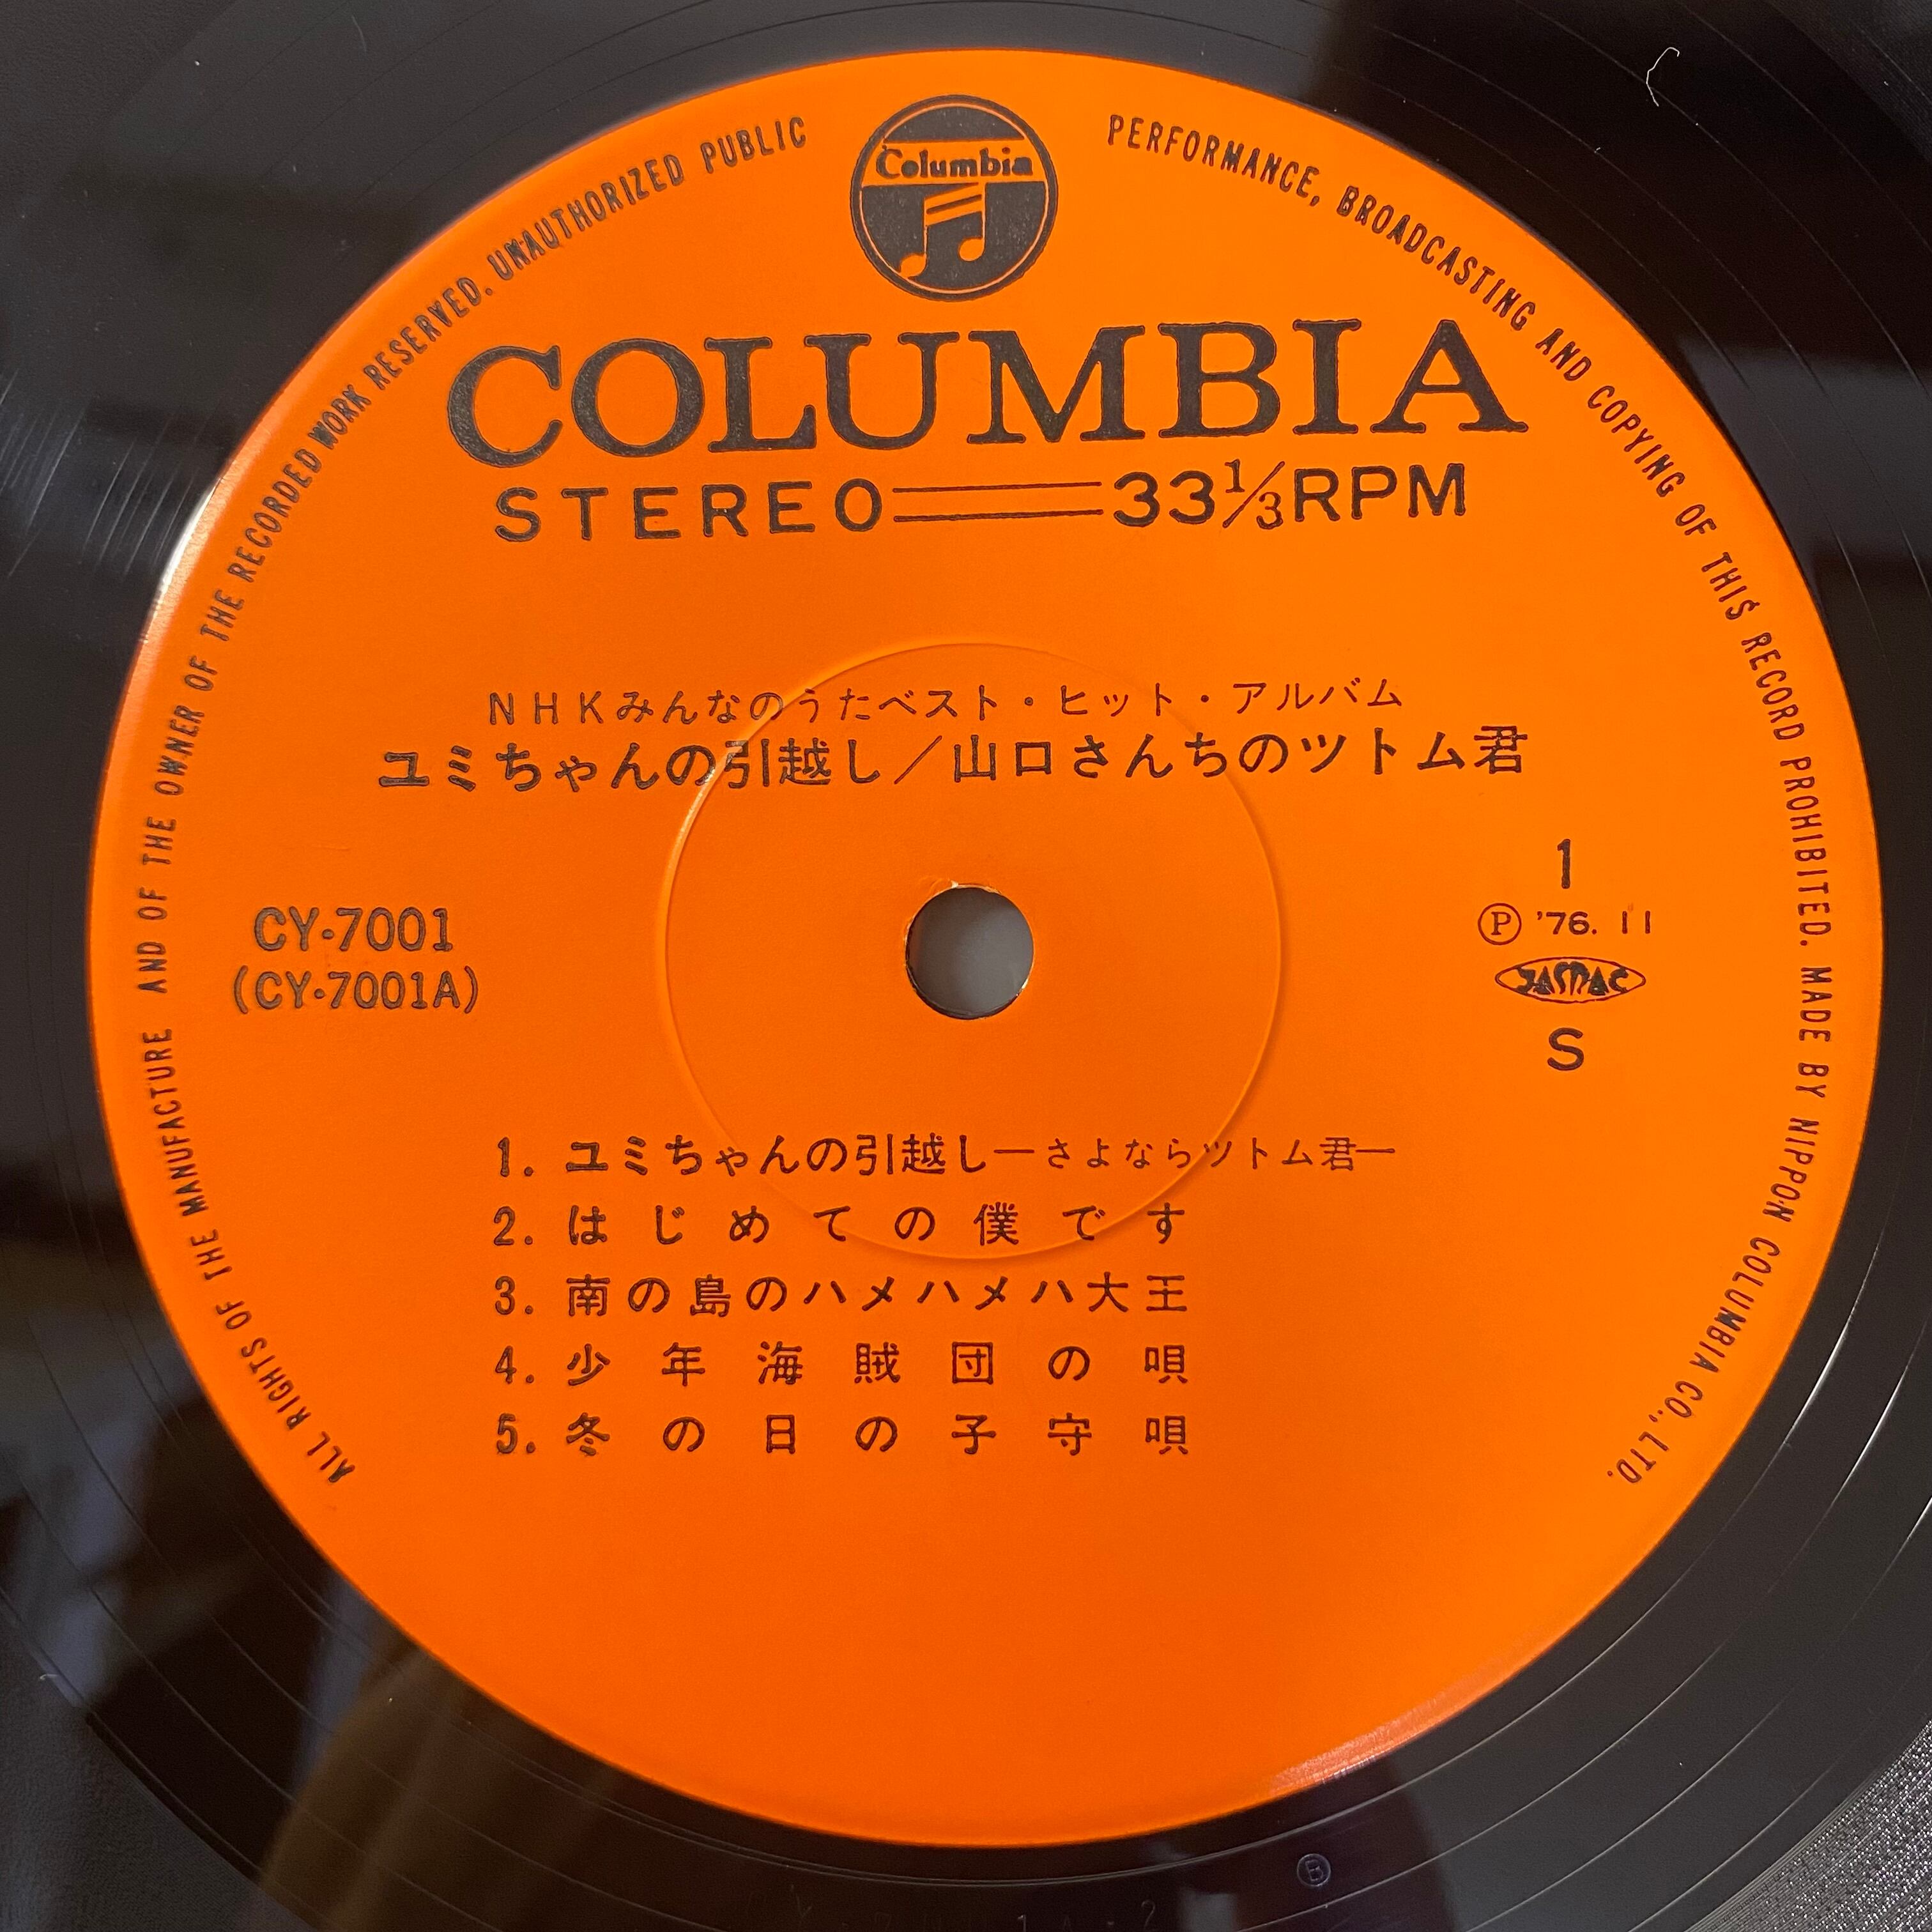 ALL RIGHTS OF THE MANUFACTURE AND OF THE OWNER OF THE RECORDED WORK RESERVED. UNAUTHORIZED PUBLIC PERFORMANCE, BROADCASTING AND COPYING OF THIS RECORD PROHIBITED. MADE BY NIPPON COLUMBIA CO., LTD.
Columbia
COLUMBIA
STEREO 33⅓RPM
NHKみんなのうたベスト・ヒット・アルバム
ユミちゃんの引越し/山口さんちのツトム君
CY-7001
(CY-7001A)
1
Ⓟ '76. 11
JASRAC
S
1. ユミちゃんの引越し—さよならツトム君—
2. はじめての僕です
3. 南の島のハメハメハ大王
4. 少年海賊団の唄
5. 冬の日の子守唄
Ⓑ